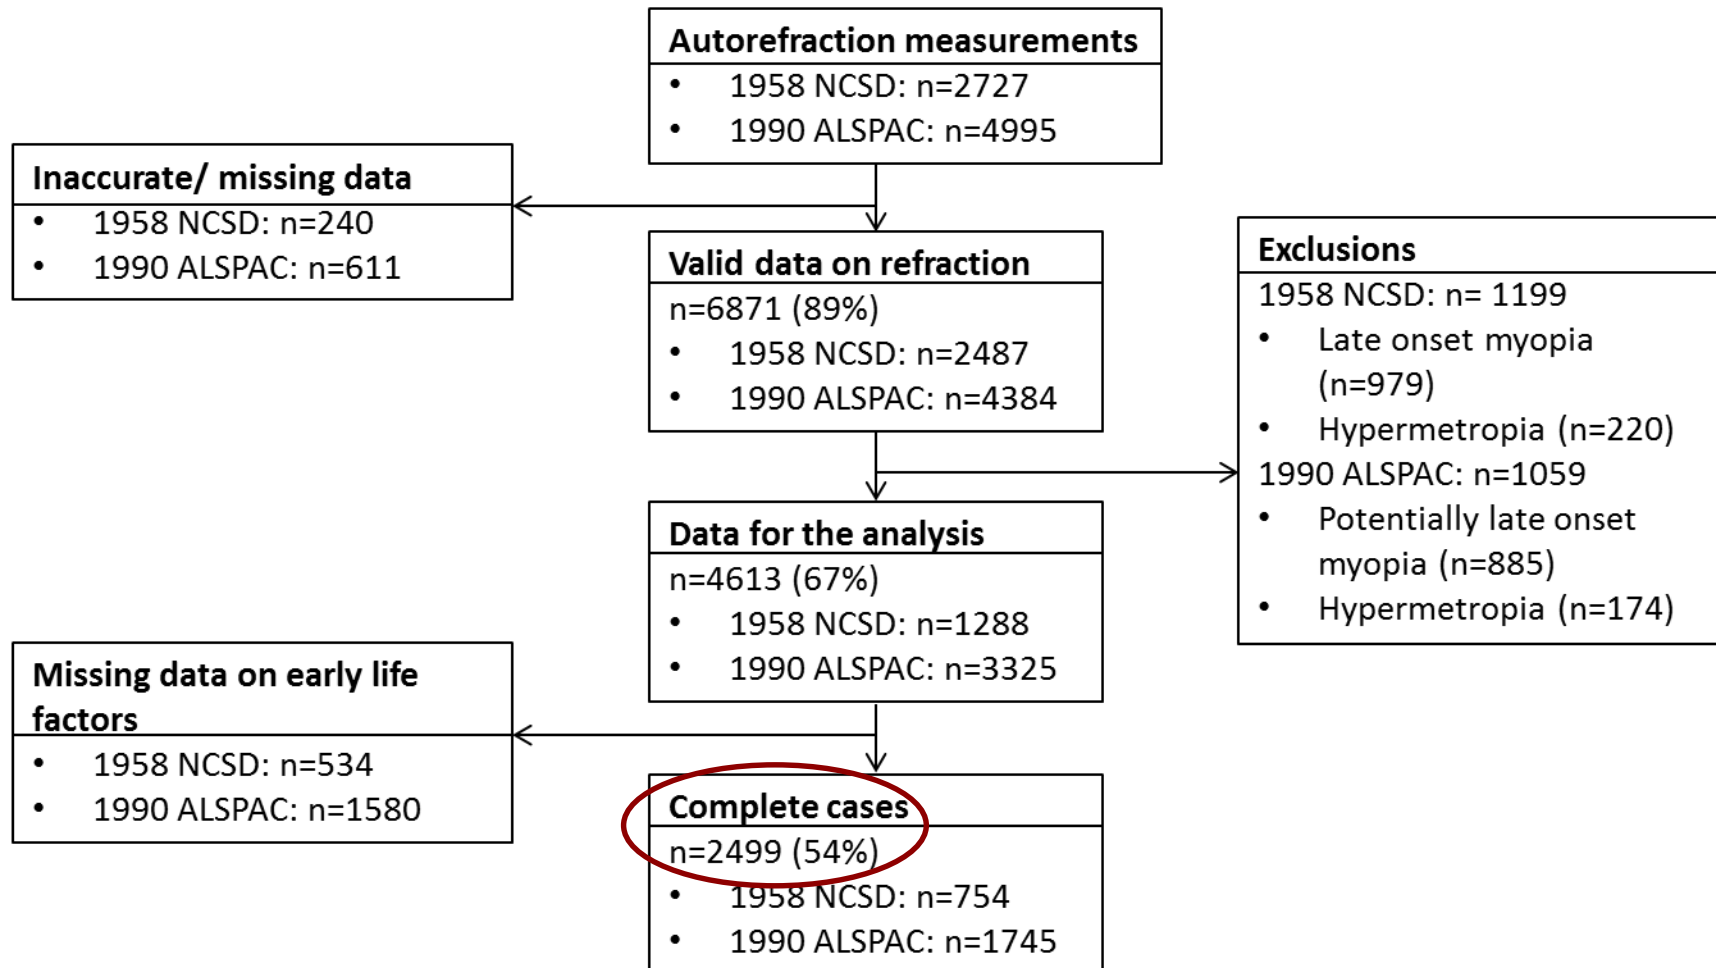 Autorefraction measurements
• 1958 NCSD: n=2727
• 1990 ALSPAC: n=4995
Inaccurate/ missing data
• 1958 NCSD: n=240
• 1990 ALSPAC: n=611
Valid data on refraction
n=6871 (89%)
• 1958 NCSD: n=2487
• 1990 ALSPAC: n=4384
Exclusions
1958 NCSD: n= 1199
• Late onset myopia
(n=979)
• Hypermetropia (n=220)
1990 ALSPAC: n=1059
• Potentially late onset
myopia (n=885)
• Hypermetropia (n=174)
Data for the analysis
n=4613 (67%)
• 1958 NCSD: n=1288
• 1990 ALSPAC: n=3325
Missing data on early life
factors
• 1958 NCSD: n=534
• 1990 ALSPAC: n=1580
Complete cases
n=2499 (54%)
• 1958 NCSD: n=754
• 1990 ALSPAC: n=1745